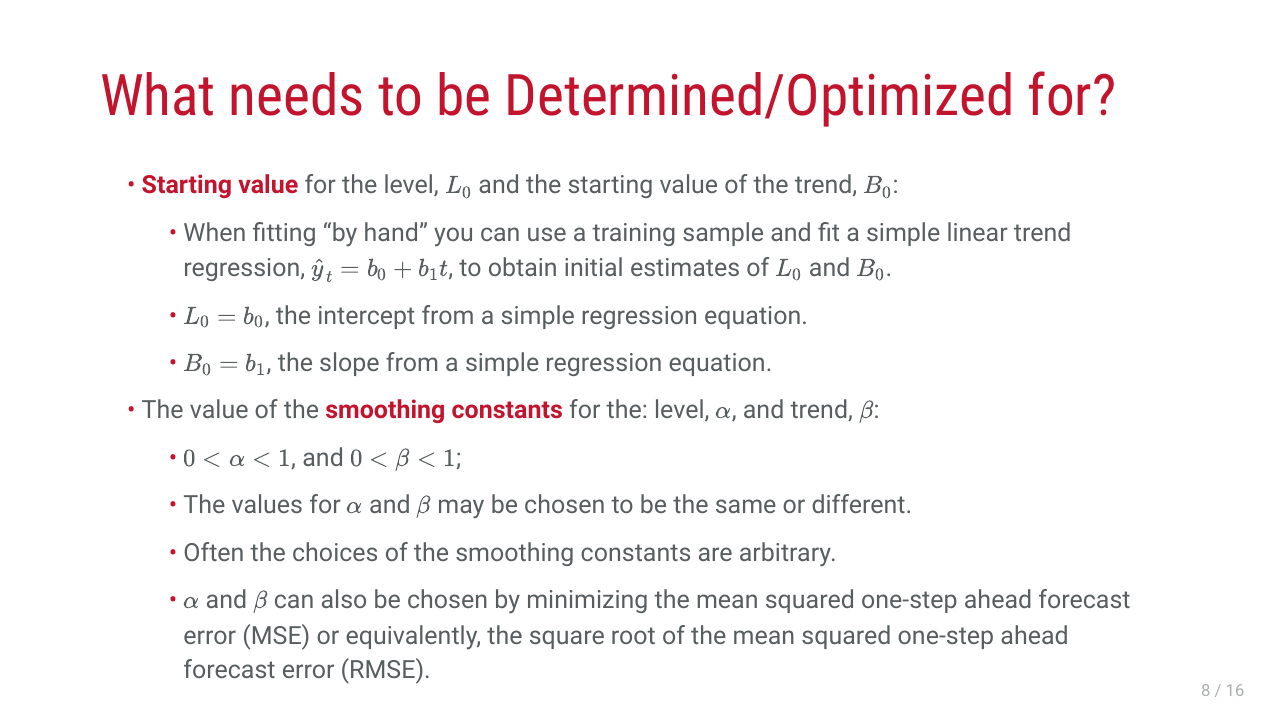 What needs to be Determined/Optimized for?
• Starting value for the level, L₀ and the starting value of the trend, B₀:
• When fitting “by hand” you can use a training sample and fit a simple linear trend
regression, ŷₜ = b₀ + b₁t, to obtain initial estimates of L₀ and B₀.
• L₀ = b₀, the intercept from a simple regression equation.
• B₀ = b₁, the slope from a simple regression equation.
• The value of the smoothing constants for the: level, α, and trend, β:
• 0 < α < 1, and 0 < β < 1;
• The values for α and β may be chosen to be the same or different.
• Often the choices of the smoothing constants are arbitrary.
• α and β can also be chosen by minimizing the mean squared one-step ahead forecast
error (MSE) or equivalently, the square root of the mean squared one-step ahead
forecast error (RMSE).
8 / 16